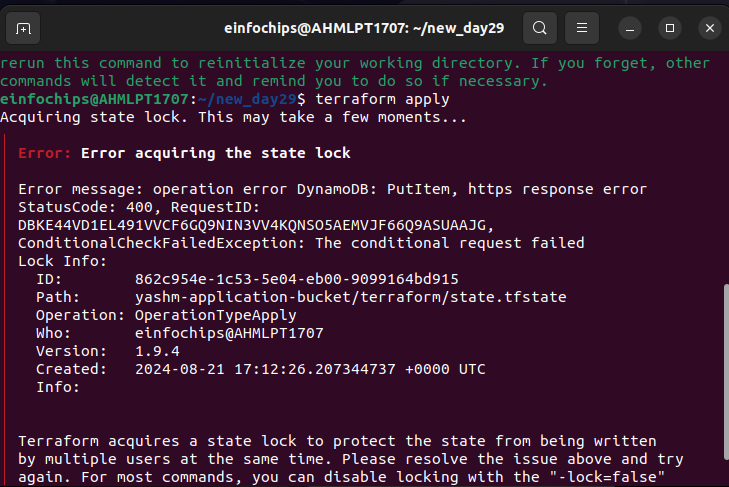 einfochips@AHMLPT1707: ~/new_day29
rerun this command to reinitialize your working directory. If you forget, other
commands will detect it and remind you to do so if necessary.
einfochips@AHMLPT1707:~/new_day29$ terraform apply
Acquiring state lock. This may take a few moments...
Error: Error acquiring the state lock
Error message: operation error DynamoDB: PutItem, https response error
StatusCode: 400, RequestID:
DBKE44VD1EL491VVCF6GQ9NIN3VV4KQNSO5AEMVJF66Q9ASUAAJG,
ConditionalCheckFailedException: The conditional request failed
Lock Info:
ID: 862c954e-1c53-5e04-eb00-9099164bd915
Path: yashm-application-bucket/terraform/state.tfstate
Operation: OperationTypeApply
Who: einfochips@AHMLPT1707
Version: 1.9.4
Created: 2024-08-21 17:12:26.207344737 +0000 UTC
Info:
Terraform acquires a state lock to protect the state from being written
by multiple users at the same time. Please resolve the issue above and try
again. For most commands, you can disable locking with the "-lock=false"